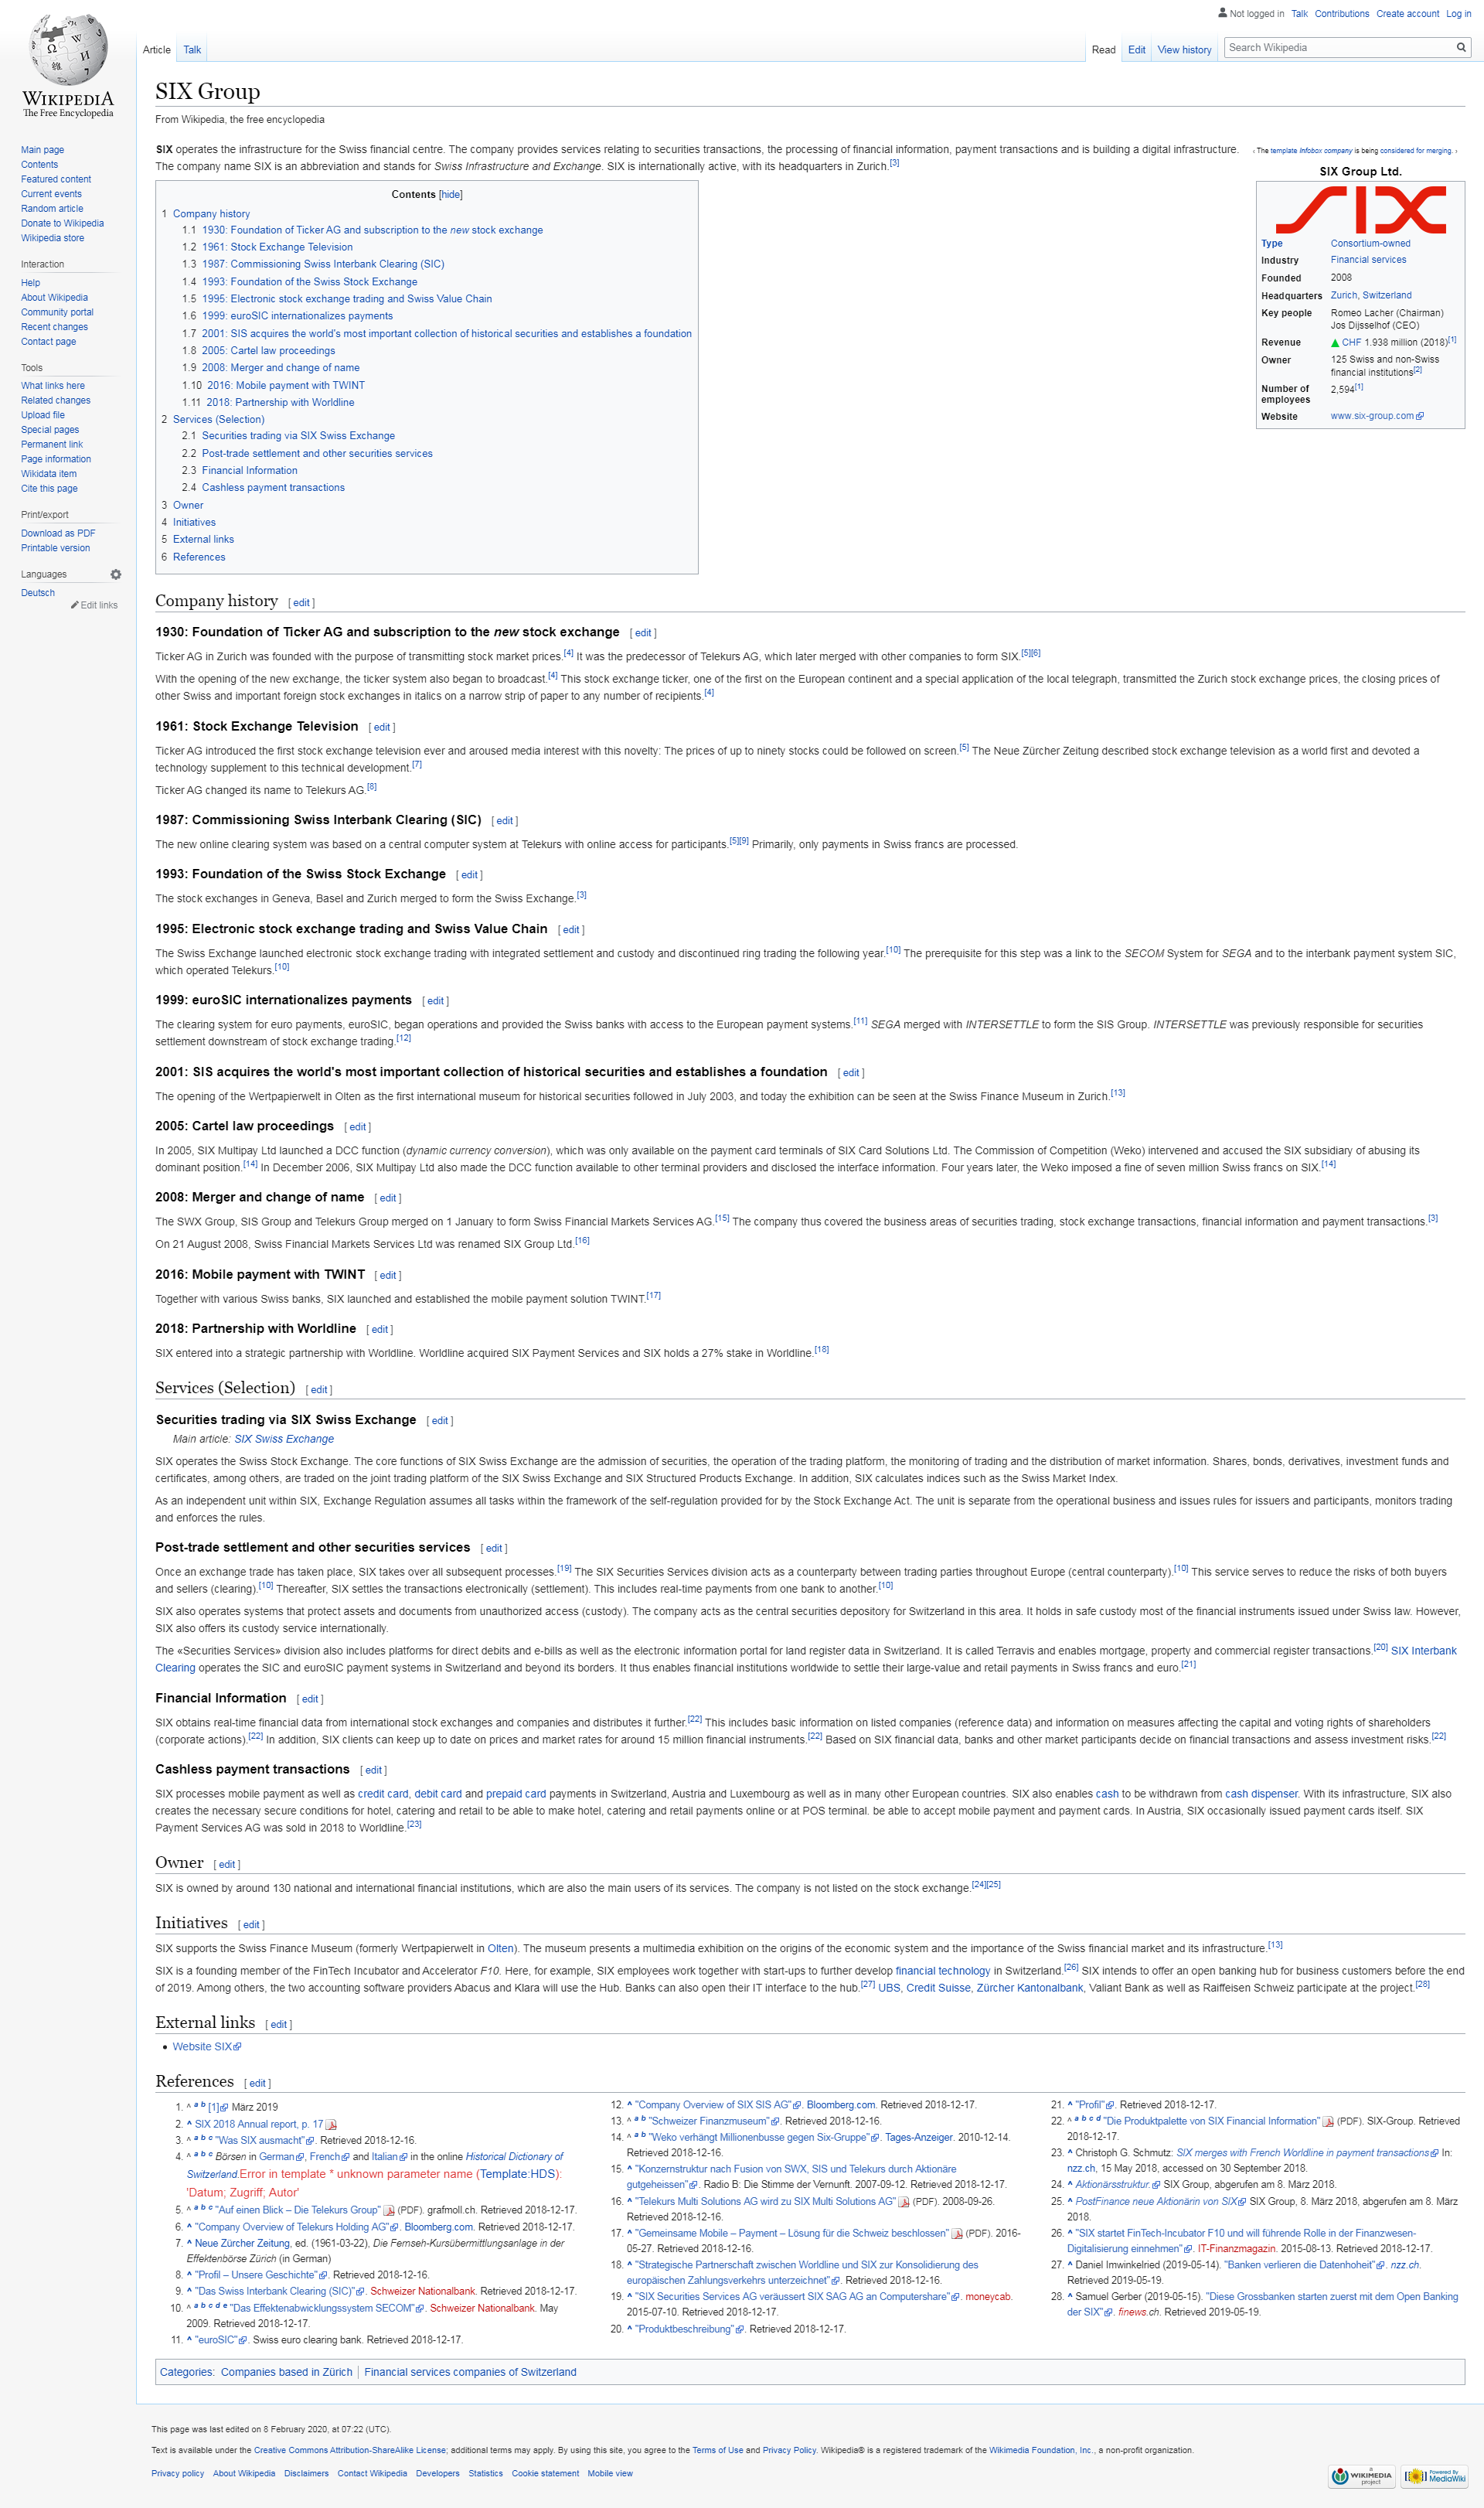 Not logged in Talk Contributions Create account Log in
Article Talk Read Edit View history Search Wikipedia
WIKIPEDIA
The Free Encyclopedia
Main page
Contents
Featured content
Current events
Random article
Donate to Wikipedia
Wikipedia store
Interaction
Help
About Wikipedia
Community portal
Recent changes
Contact page
Tools
What links here
Related changes
Upload file
Special pages
Permanent link
Page information
Wikidata item
Cite this page
Print/export
Download as PDF
Printable version
Languages
Deutsch
Edit links
SIX Group
From Wikipedia, the free encyclopedia
SIX operates the infrastructure for the Swiss financial centre. The company provides services relating to securities transactions, the processing of financial information, payment transactions and is building a digital infrastructure.
The company name SIX is an abbreviation and stands for Swiss Infrastructure and Exchange. SIX is internationally active, with its headquarters in Zurich.[3]
‹ The template Infobox company is being considered for merging. ›
SIX Group Ltd.
SIX
Type Consortium-owned
Industry Financial services
Founded 2008
Headquarters Zurich, Switzerland
Key people Romeo Lacher (Chairman)
Jos Dijsselhof (CEO)
Revenue ▲ CHF 1.938 million (2018)[1]
Owner 125 Swiss and non-Swiss
financial institutions[2]
Number of 2,594[1]
employees
Website www.six-group.com
Contents [hide]
1 Company history
1.1 1930: Foundation of Ticker AG and subscription to the new stock exchange
1.2 1961: Stock Exchange Television
1.3 1987: Commissioning Swiss Interbank Clearing (SIC)
1.4 1993: Foundation of the Swiss Stock Exchange
1.5 1995: Electronic stock exchange trading and Swiss Value Chain
1.6 1999: euroSIC internationalizes payments
1.7 2001: SIS acquires the world's most important collection of historical securities and establishes a foundation
1.8 2005: Cartel law proceedings
1.9 2008: Merger and change of name
1.10 2016: Mobile payment with TWINT
1.11 2018: Partnership with Worldline
2 Services (Selection)
2.1 Securities trading via SIX Swiss Exchange
2.2 Post-trade settlement and other securities services
2.3 Financial Information
2.4 Cashless payment transactions
3 Owner
4 Initiatives
5 External links
6 References
Company history [ edit ]
1930: Foundation of Ticker AG and subscription to the new stock exchange [ edit ]
Ticker AG in Zurich was founded with the purpose of transmitting stock market prices.[4] It was the predecessor of Telekurs AG, which later merged with other companies to form SIX.[5][6]
With the opening of the new exchange, the ticker system also began to broadcast.[4] This stock exchange ticker, one of the first on the European continent and a special application of the local telegraph, transmitted the Zurich stock exchange prices, the closing prices of
other Swiss and important foreign stock exchanges in italics on a narrow strip of paper to any number of recipients.[4]
1961: Stock Exchange Television [ edit ]
Ticker AG introduced the first stock exchange television ever and aroused media interest with this novelty: The prices of up to ninety stocks could be followed on screen.[5] The Neue Zürcher Zeitung described stock exchange television as a world first and devoted a
technology supplement to this technical development.[7]
Ticker AG changed its name to Telekurs AG.[8]
1987: Commissioning Swiss Interbank Clearing (SIC) [ edit ]
The new online clearing system was based on a central computer system at Telekurs with online access for participants.[5][9] Primarily, only payments in Swiss francs are processed.
1993: Foundation of the Swiss Stock Exchange [ edit ]
The stock exchanges in Geneva, Basel and Zurich merged to form the Swiss Exchange.[3]
1995: Electronic stock exchange trading and Swiss Value Chain [ edit ]
The Swiss Exchange launched electronic stock exchange trading with integrated settlement and custody and discontinued ring trading the following year.[10] The prerequisite for this step was a link to the SECOM System for SEGA and to the interbank payment system SIC,
which operated Telekurs.[10]
1999: euroSIC internationalizes payments [ edit ]
The clearing system for euro payments, euroSIC, began operations and provided the Swiss banks with access to the European payment systems.[11] SEGA merged with INTERSETTLE to form the SIS Group. INTERSETTLE was previously responsible for securities
settlement downstream of stock exchange trading.[12]
2001: SIS acquires the world's most important collection of historical securities and establishes a foundation [ edit ]
The opening of the Wertpapierwelt in Olten as the first international museum for historical securities followed in July 2003, and today the exhibition can be seen at the Swiss Finance Museum in Zurich.[13]
2005: Cartel law proceedings [ edit ]
In 2005, SIX Multipay Ltd launched a DCC function (dynamic currency conversion), which was only available on the payment card terminals of SIX Card Solutions Ltd. The Commission of Competition (Weko) intervened and accused the SIX subsidiary of abusing its
dominant position.[14] In December 2006, SIX Multipay Ltd also made the DCC function available to other terminal providers and disclosed the interface information. Four years later, the Weko imposed a fine of seven million Swiss francs on SIX.[14]
2008: Merger and change of name [ edit ]
The SWX Group, SIS Group and Telekurs Group merged on 1 January to form Swiss Financial Markets Services AG.[15] The company thus covered the business areas of securities trading, stock exchange transactions, financial information and payment transactions.[3]
On 21 August 2008, Swiss Financial Markets Services Ltd was renamed SIX Group Ltd.[16]
2016: Mobile payment with TWINT [ edit ]
Together with various Swiss banks, SIX launched and established the mobile payment solution TWINT.[17]
2018: Partnership with Worldline [ edit ]
SIX entered into a strategic partnership with Worldline. Worldline acquired SIX Payment Services and SIX holds a 27% stake in Worldline.[18]
Services (Selection) [ edit ]
Securities trading via SIX Swiss Exchange [ edit ]
Main article: SIX Swiss Exchange
SIX operates the Swiss Stock Exchange. The core functions of SIX Swiss Exchange are the admission of securities, the operation of the trading platform, the monitoring of trading and the distribution of market information. Shares, bonds, derivatives, investment funds and
certificates, among others, are traded on the joint trading platform of the SIX Swiss Exchange and SIX Structured Products Exchange. In addition, SIX calculates indices such as the Swiss Market Index.
As an independent unit within SIX, Exchange Regulation assumes all tasks within the framework of the self-regulation provided for by the Stock Exchange Act. The unit is separate from the operational business and issues rules for issuers and participants, monitors trading
and enforces the rules.
Post-trade settlement and other securities services [ edit ]
Once an exchange trade has taken place, SIX takes over all subsequent processes.[19] The SIX Securities Services division acts as a counterparty between trading parties throughout Europe (central counterparty).[10] This service serves to reduce the risks of both buyers
and sellers (clearing).[10] Thereafter, SIX settles the transactions electronically (settlement). This includes real-time payments from one bank to another.[10]
SIX also operates systems that protect assets and documents from unauthorized access (custody). The company acts as the central securities depository for Switzerland in this area. It holds in safe custody most of the financial instruments issued under Swiss law. However,
SIX also offers its custody service internationally.
The «Securities Services» division also includes platforms for direct debits and e-bills as well as the electronic information portal for land register data in Switzerland. It is called Terravis and enables mortgage, property and commercial register transactions.[20] SIX Interbank
Clearing operates the SIC and euroSIC payment systems in Switzerland and beyond its borders. It thus enables financial institutions worldwide to settle their large-value and retail payments in Swiss francs and euro.[21]
Financial Information [ edit ]
SIX obtains real-time financial data from international stock exchanges and companies and distributes it further.[22] This includes basic information on listed companies (reference data) and information on measures affecting the capital and voting rights of shareholders
(corporate actions).[22] In addition, SIX clients can keep up to date on prices and market rates for around 15 million financial instruments.[22] Based on SIX financial data, banks and other market participants decide on financial transactions and assess investment risks.[22]
Cashless payment transactions [ edit ]
SIX processes mobile payment as well as credit card, debit card and prepaid card payments in Switzerland, Austria and Luxembourg as well as in many other European countries. SIX also enables cash to be withdrawn from cash dispenser. With its infrastructure, SIX also
creates the necessary secure conditions for hotel, catering and retail to be able to make hotel, catering and retail payments online or at POS terminal. be able to accept mobile payment and payment cards. In Austria, SIX occasionally issued payment cards itself. SIX
Payment Services AG was sold in 2018 to Worldline.[23]
Owner [ edit ]
SIX is owned by around 130 national and international financial institutions, which are also the main users of its services. The company is not listed on the stock exchange.[24][25]
Initiatives [ edit ]
SIX supports the Swiss Finance Museum (formerly Wertpapierwelt in Olten). The museum presents a multimedia exhibition on the origins of the economic system and the importance of the Swiss financial market and its infrastructure.[13]
SIX is a founding member of the FinTech Incubator and Accelerator F10. Here, for example, SIX employees work together with start-ups to further develop financial technology in Switzerland.[26] SIX intends to offer an open banking hub for business customers before the end
of 2019. Among others, the two accounting software providers Abacus and Klara will use the Hub. Banks can also open their IT interface to the hub.[27] UBS, Credit Suisse, Zürcher Kantonalbank, Valiant Bank as well as Raiffeisen Schweiz participate at the project.[28]
External links [ edit ]
• Website SIX
References [ edit ]
1. ^ a b [1] März 2019
2. ^ SIX 2018 Annual report, p. 17
3. ^ a b c "Was SIX ausmacht". Retrieved 2018-12-16.
4. ^ a b c Börsen in German, French and Italian in the online Historical Dictionary of
Switzerland.Error in template * unknown parameter name (Template:HDS):
'Datum; Zugriff; Autor'
5. ^ a b c "Auf einen Blick – Die Telekurs Group" (PDF). grafmoll.ch. Retrieved 2018-12-17.
6. ^ "Company Overview of Telekurs Holding AG". Bloomberg.com. Retrieved 2018-12-17.
7. ^ Neue Zürcher Zeitung, ed. (1961-03-22), Die Fernseh-Kursübermittlungsanlage in der
Effektenbörse Zürich (in German)
8. ^ "Profil – Unsere Geschichte". Retrieved 2018-12-16.
9. ^ "Das Swiss Interbank Clearing (SIC)". Schweizer Nationalbank. Retrieved 2018-12-17.
10. ^ a b c d e "Das Effektenabwicklungssystem SECOM". Schweizer Nationalbank. May
2009. Retrieved 2018-12-17.
11. ^ "euroSIC". Swiss euro clearing bank. Retrieved 2018-12-17.
12. ^ "Company Overview of SIX SIS AG". Bloomberg.com. Retrieved 2018-12-17.
13. ^ a b "Schweizer Finanzmuseum". Retrieved 2018-12-16.
14. ^ a b "Weko verhängt Millionenbusse gegen Six-Gruppe". Tages-Anzeiger. 2010-12-14.
Retrieved 2018-12-16.
15. ^ "Konzernstruktur nach Fusion von SWX, SIS und Telekurs durch Aktionäre
gutgeheissen". Radio B: Die Stimme der Vernunft. 2007-09-12. Retrieved 2018-12-17.
16. ^ "Telekurs Multi Solutions AG wird zu SIX Multi Solutions AG" (PDF). 2008-09-26.
Retrieved 2018-12-16.
17. ^ "Gemeinsame Mobile – Payment – Lösung für die Schweiz beschlossen" (PDF). 2016-
05-27. Retrieved 2018-12-16.
18. ^ "Strategische Partnerschaft zwischen Worldline und SIX zur Konsolidierung des
europäischen Zahlungsverkehrs unterzeichnet". Retrieved 2018-12-16.
19. ^ "SIX Securities Services AG veräussert SIX SAG AG an Computershare". moneycab.
2015-07-10. Retrieved 2018-12-17.
20. ^ "Produktbeschreibung". Retrieved 2018-12-17.
21. ^ "Profil". Retrieved 2018-12-17.
22. ^ a b c d "Die Produktpalette von SIX Financial Information" (PDF). SIX-Group. Retrieved
2018-12-17.
23. ^ Christoph G. Schmutz: SIX merges with French Worldline in payment transactions In:
nzz.ch, 15 May 2018, accessed on 30 September 2018.
24. ^ Aktionärsstruktur. SIX Group, abgerufen am 8. März 2018.
25. ^ PostFinance neue Aktionärin von SIX SIX Group, 8. März 2018, abgerufen am 8. März
2018.
26. ^ "SIX startet FinTech-Incubator F10 und will führende Rolle in der Finanzwesen-
Digitalisierung einnehmen". IT-Finanzmagazin. 2015-08-13. Retrieved 2018-12-17.
27. ^ Daniel Imwinkelried (2019-05-14). "Banken verlieren die Datenhoheit". nzz.ch.
Retrieved 2019-05-19.
28. ^ Samuel Gerber (2019-05-15). "Diese Grossbanken starten zuerst mit dem Open Banking
der SIX". finews.ch. Retrieved 2019-05-19.
Categories: Companies based in Zürich | Financial services companies of Switzerland
This page was last edited on 8 February 2020, at 07:22 (UTC).
Text is available under the Creative Commons Attribution-ShareAlike License; additional terms may apply. By using this site, you agree to the Terms of Use and Privacy Policy. Wikipedia® is a registered trademark of the Wikimedia Foundation, Inc., a non-profit organization.
Privacy policy About Wikipedia Disclaimers Contact Wikipedia Developers Statistics Cookie statement Mobile view
A WIKIMEDIA project
Powered By MediaWiki